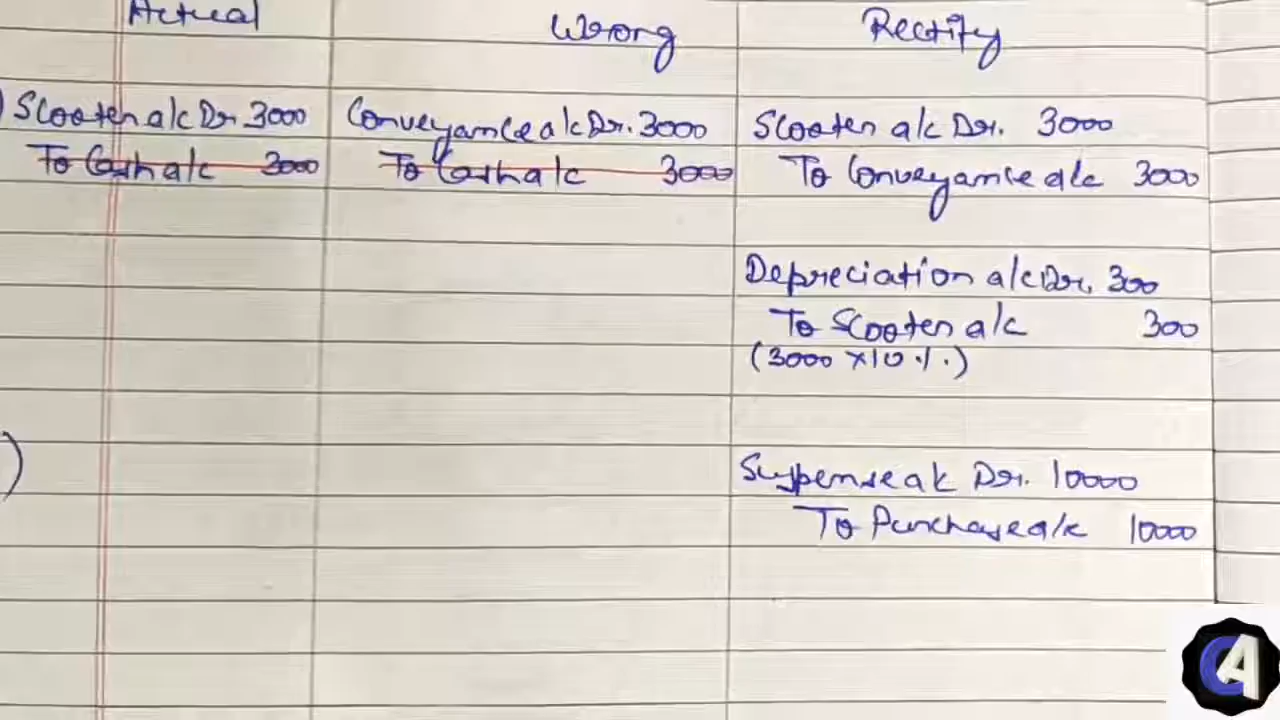 Actual Wrong Rectify
) Scooter a/c Dr. 3000 Conveyance a/c Dr. 3000 Scooter a/c Dr. 3000
To Cash a/c 3000 To Cash a/c 3000 To Conveyance a/c 3000
Depreciation a/c Dr. 300
To Scooter a/c 300
(3000 × 10 %)
)
Suspense a/c Dr. 10000
To Purchase a/c 10000
CA